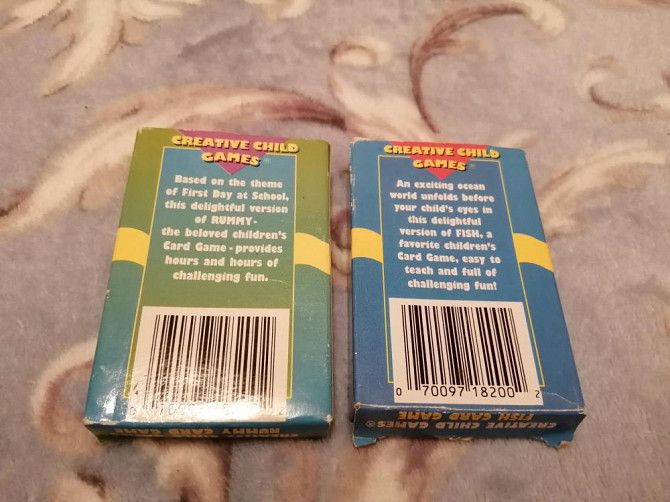 CREATIVE CHILD
GAMES®
Based on the theme
of First Day at School,
this delightful version
of RUMMY-
the beloved children's
Card Game - provides
hours and hours of
challenging fun.
RUMMY CARD GAME
CREATIVE CHILD
GAMES®
An exciting ocean
world unfolds before
your child's eyes in
this delightful
version of FISH, a
favorite children's
Card Game, easy to
teach and full of
challenging fun!
0 70097 18200 2
CREATIVE CHILD GAMES®
FISH CARD GAME